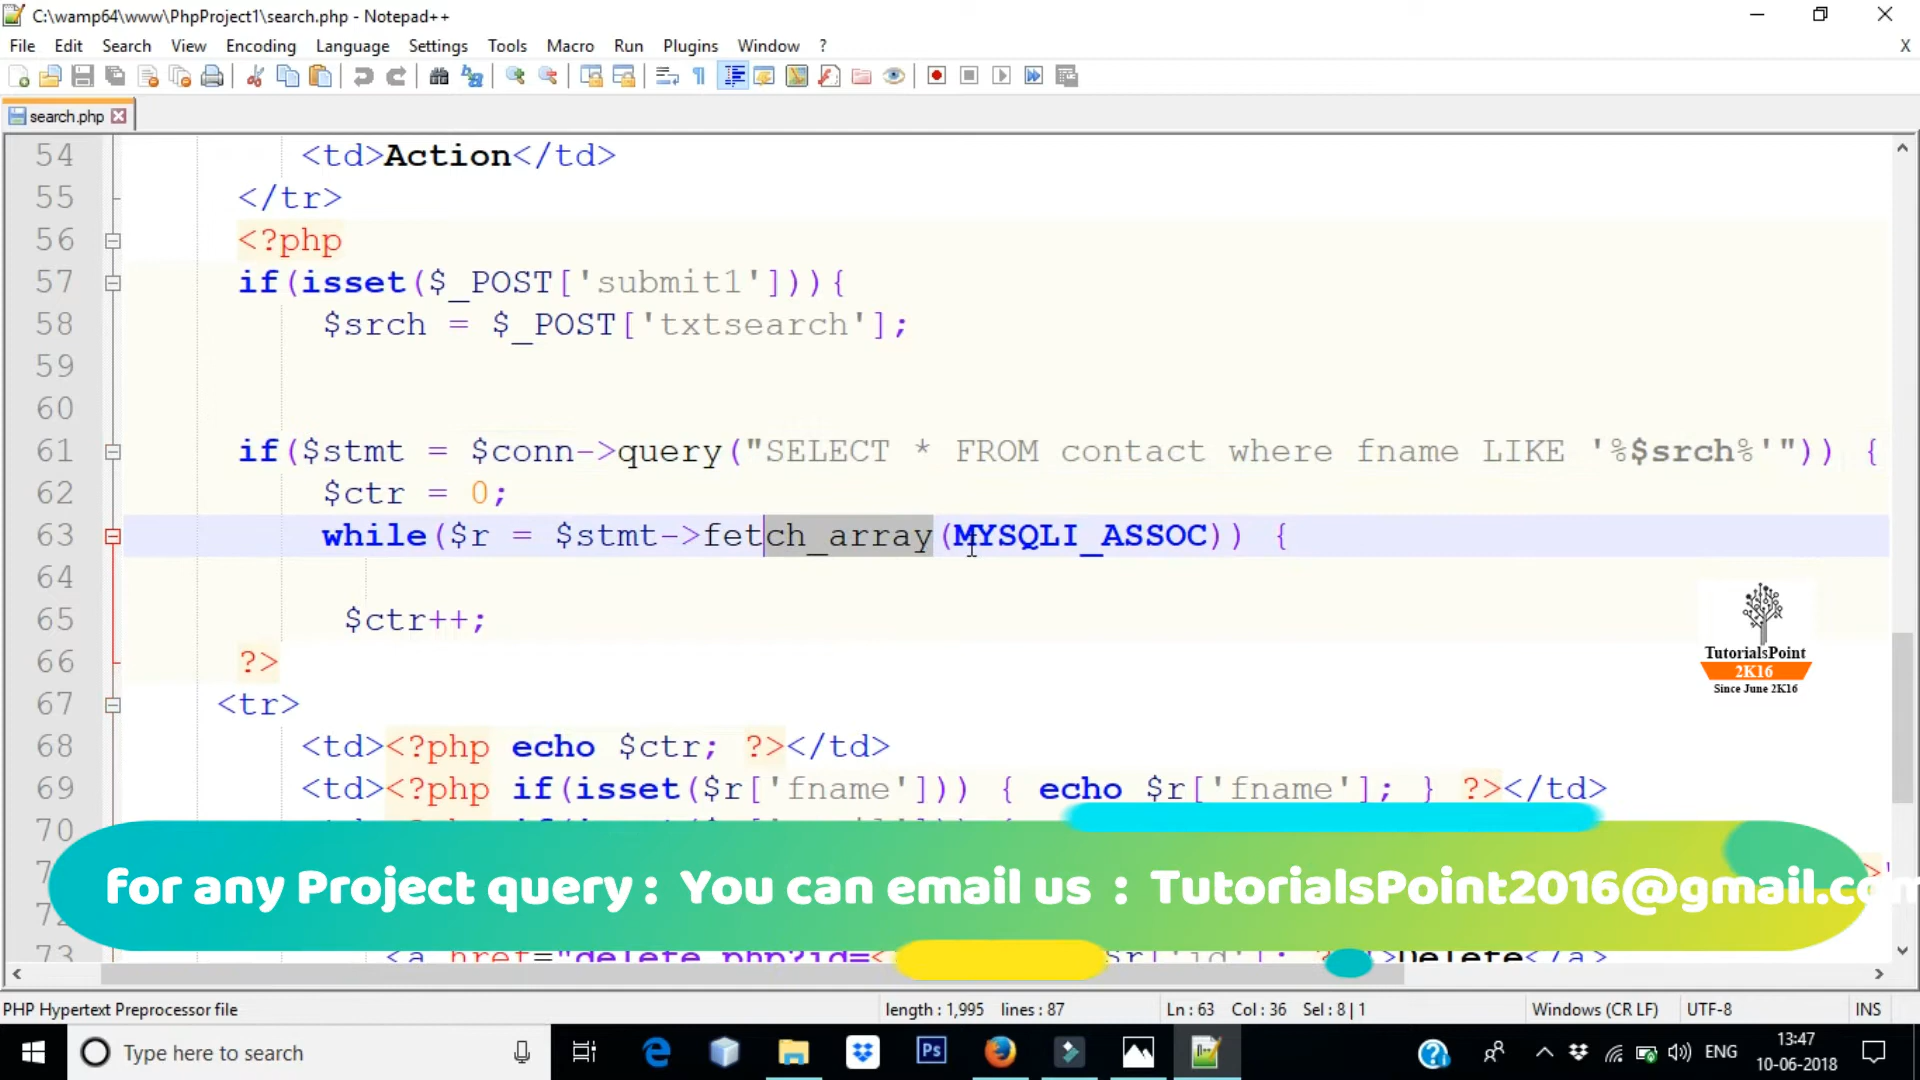 C:\wamp64\www\PhpProject1\search.php - Notepad++
File Edit Search View Encoding Language Settings Tools Macro Run Plugins Window ? X
search.php
54 <td>Action</td>
55 </tr>
56 <?php
57 if(isset($_POST['submit1'])){
58 $srch = $_POST['txtsearch'];
59
60
61 if($stmt = $conn->query("SELECT * FROM contact where fname LIKE '%$srch%'")) {
62 $ctr = 0;
63 while($r = $stmt->fetch_array(MYSQLI_ASSOC)) {
64
65 $ctr++;
66 ?>
67 <tr>
68 <td><?php echo $ctr; ?></td>
69 <td><?php if(isset($r['fname'])) { echo $r['fname']; } ?></td>
70
TutorialsPoint
2K16
Since June 2K16
for any Project query : You can email us : TutorialsPoint2016@gmail.com
73 <a href="delete.php?id=< $r['id']; Delete</a>
PHP Hypertext Preprocessor file length : 1,995 lines : 87 Ln : 63 Col : 36 Sel : 8 | 1 Windows (CR LF) UTF-8 INS
Type here to search
Ps
ENG
13:47
10-06-2018